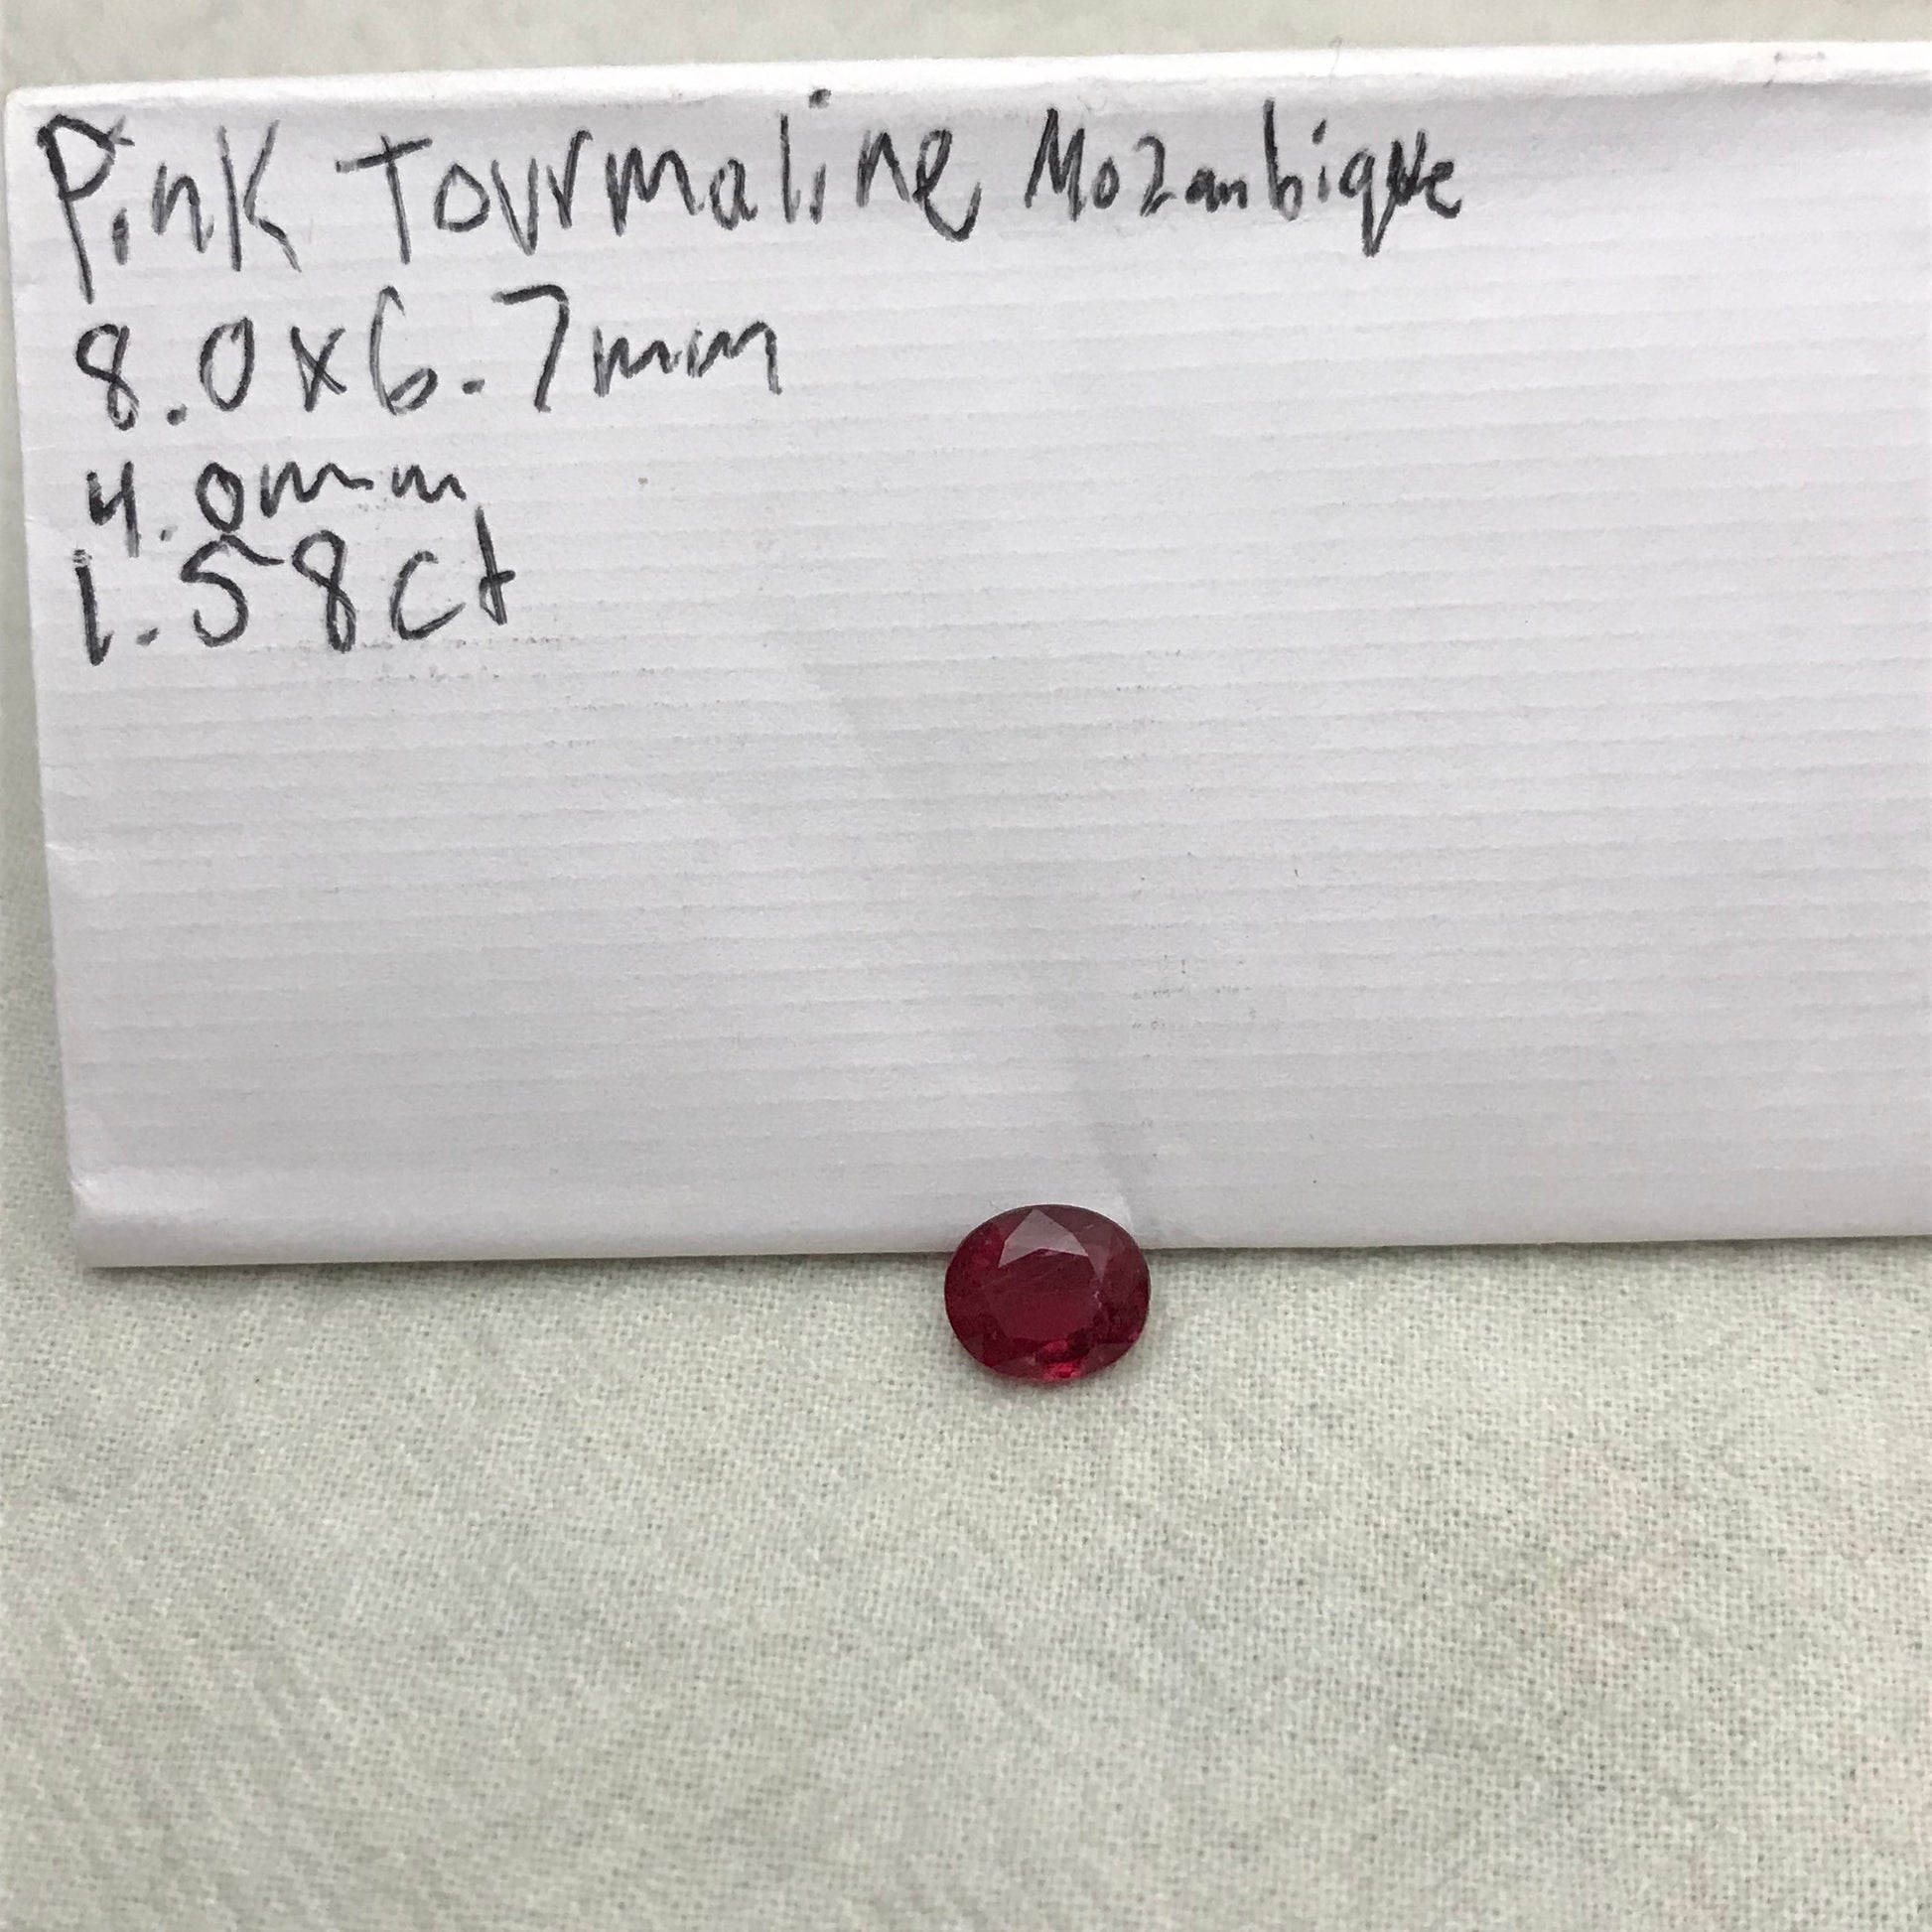 Pink Tourmaline Mozambique
8.0x6.7mm
4.0mm
1.58ct